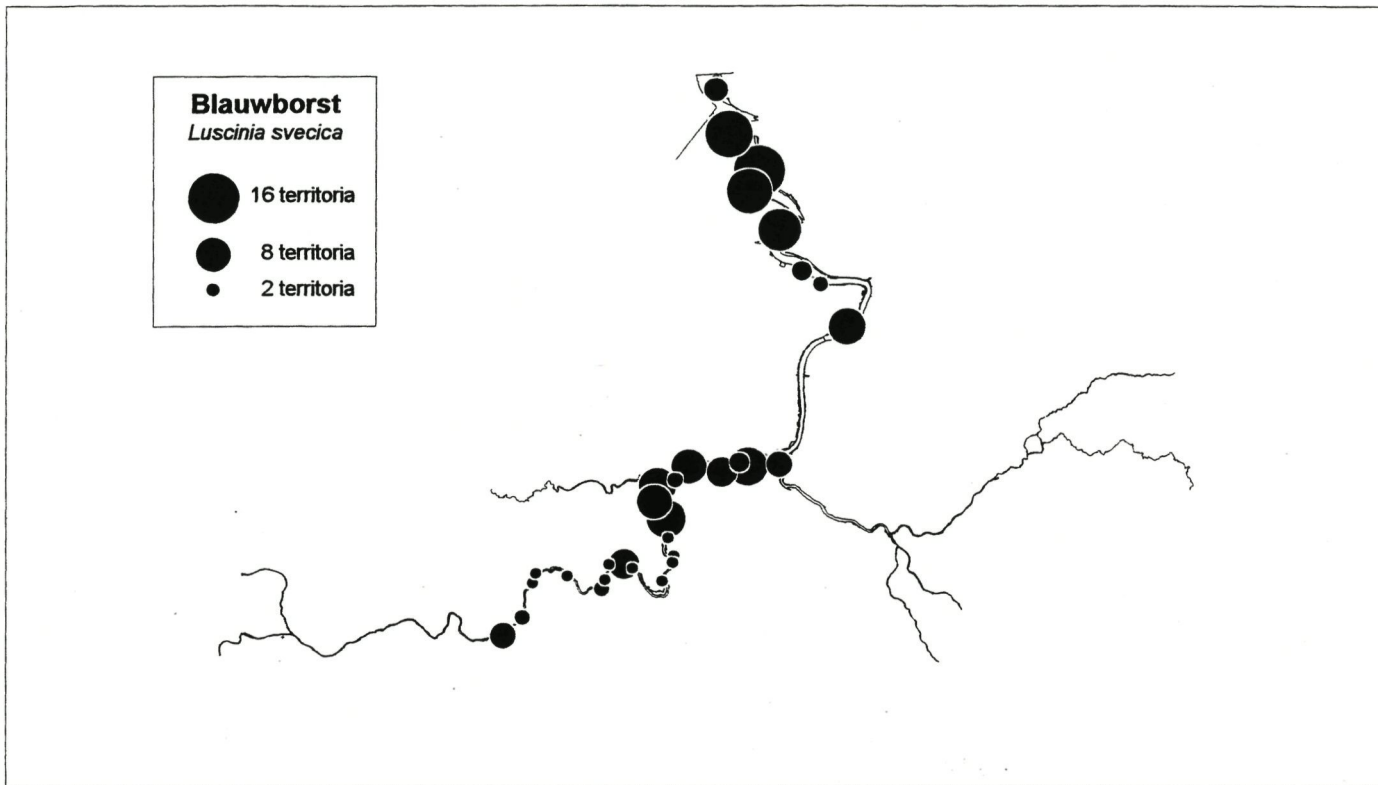 Blauwborst
Luscinia svecica
16 territoria
8 territoria
2 territoria